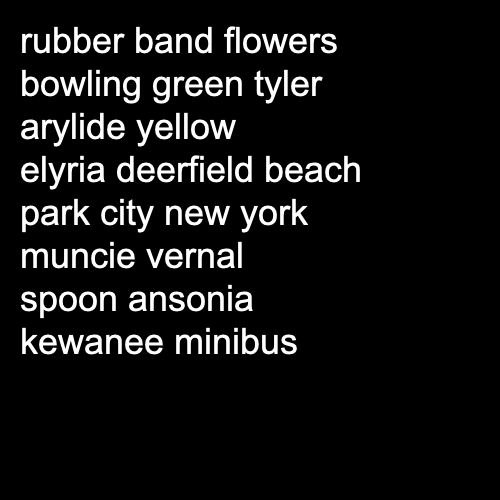 rubber band flowers
bowling green tyler
arylide yellow
elyria deerfield beach
park city new york
muncie vernal
spoon ansonia
kewanee minibus